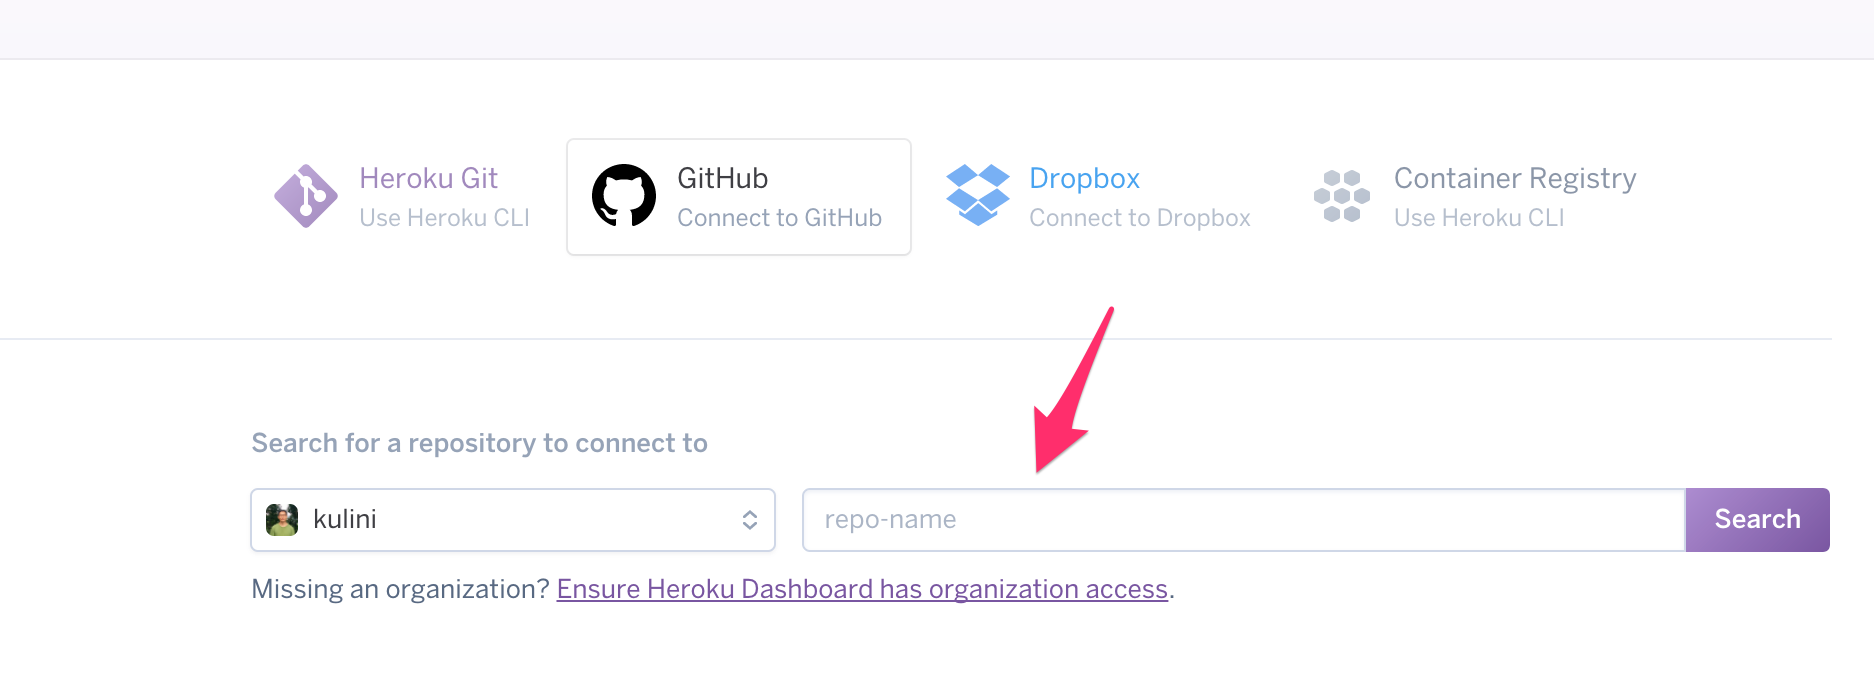 Heroku Git
Use Heroku CLI
GitHub
Connect to GitHub
Dropbox
Connect to Dropbox
Container Registry
Use Heroku CLI
Search for a repository to connect to
kulini
repo-name
Search
Missing an organization? Ensure Heroku Dashboard has organization access.